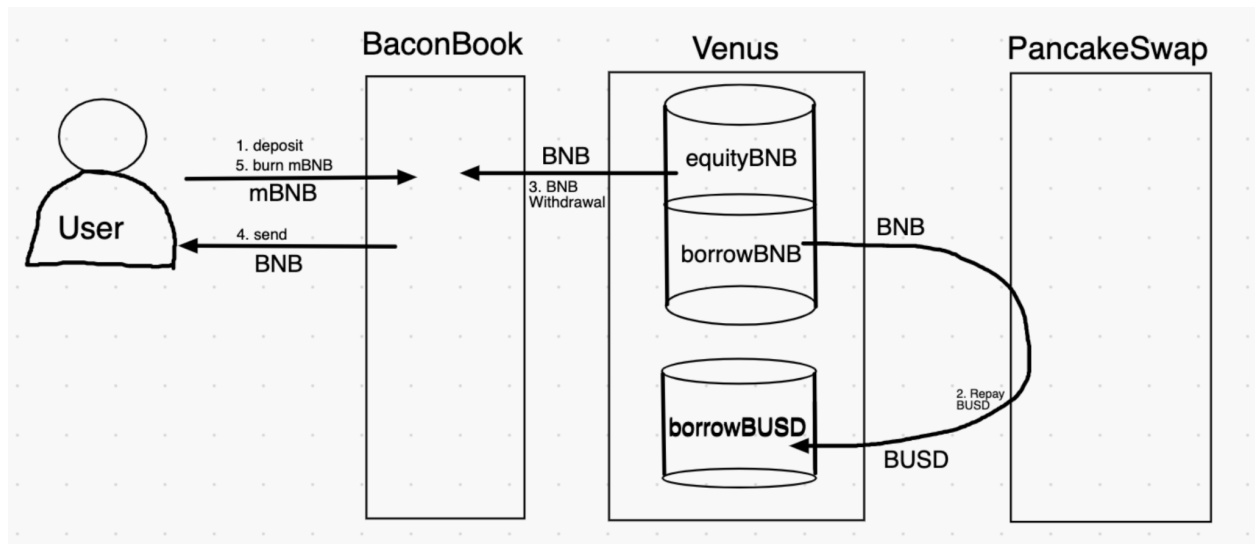 BaconBook
Venus
PancakeSwap
1. deposit
5. burn mBNB
mBNB
User
4. send
BNB
BNB
3. BNB
Withdrawal
equityBNB
borrowBNB
BNB
2. Repay
BUSD
borrowBUSD
BUSD